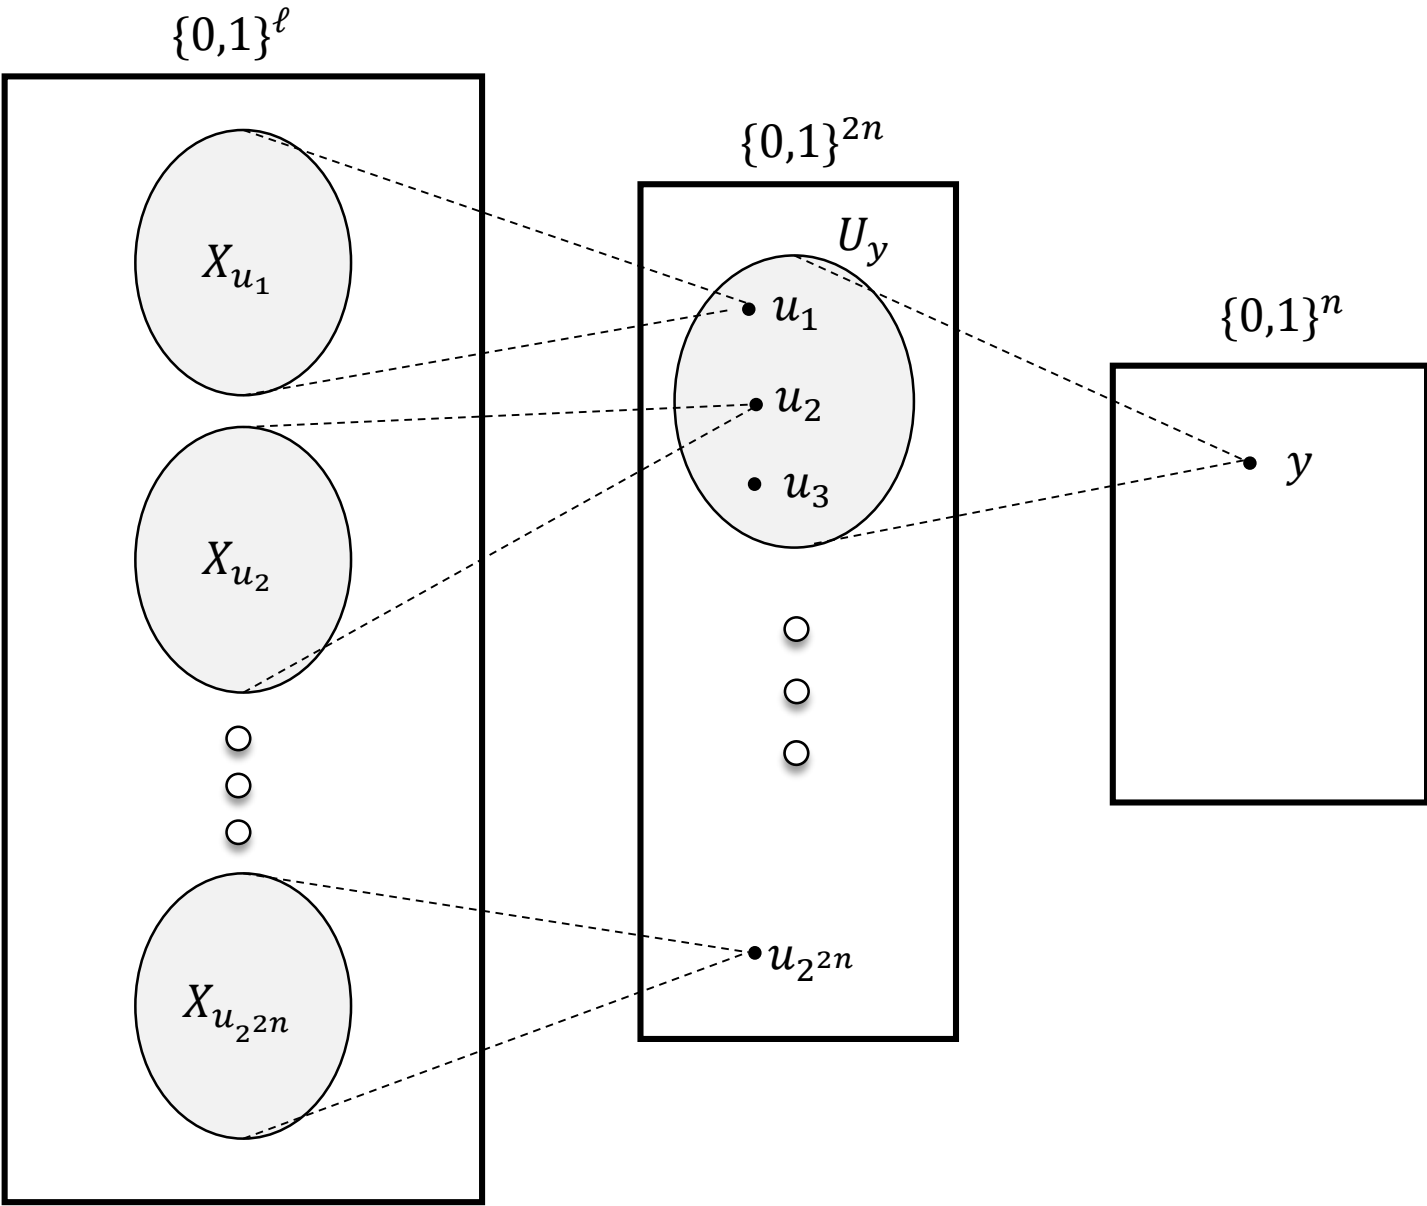 {0,1}^ℓ
{0,1}^{2n}
{0,1}^n
U_y
X_{u_1}
u_1
u_2
y
u_3
X_{u_2}
u_{2^{2n}}
X_{u_{2^{2n}}}